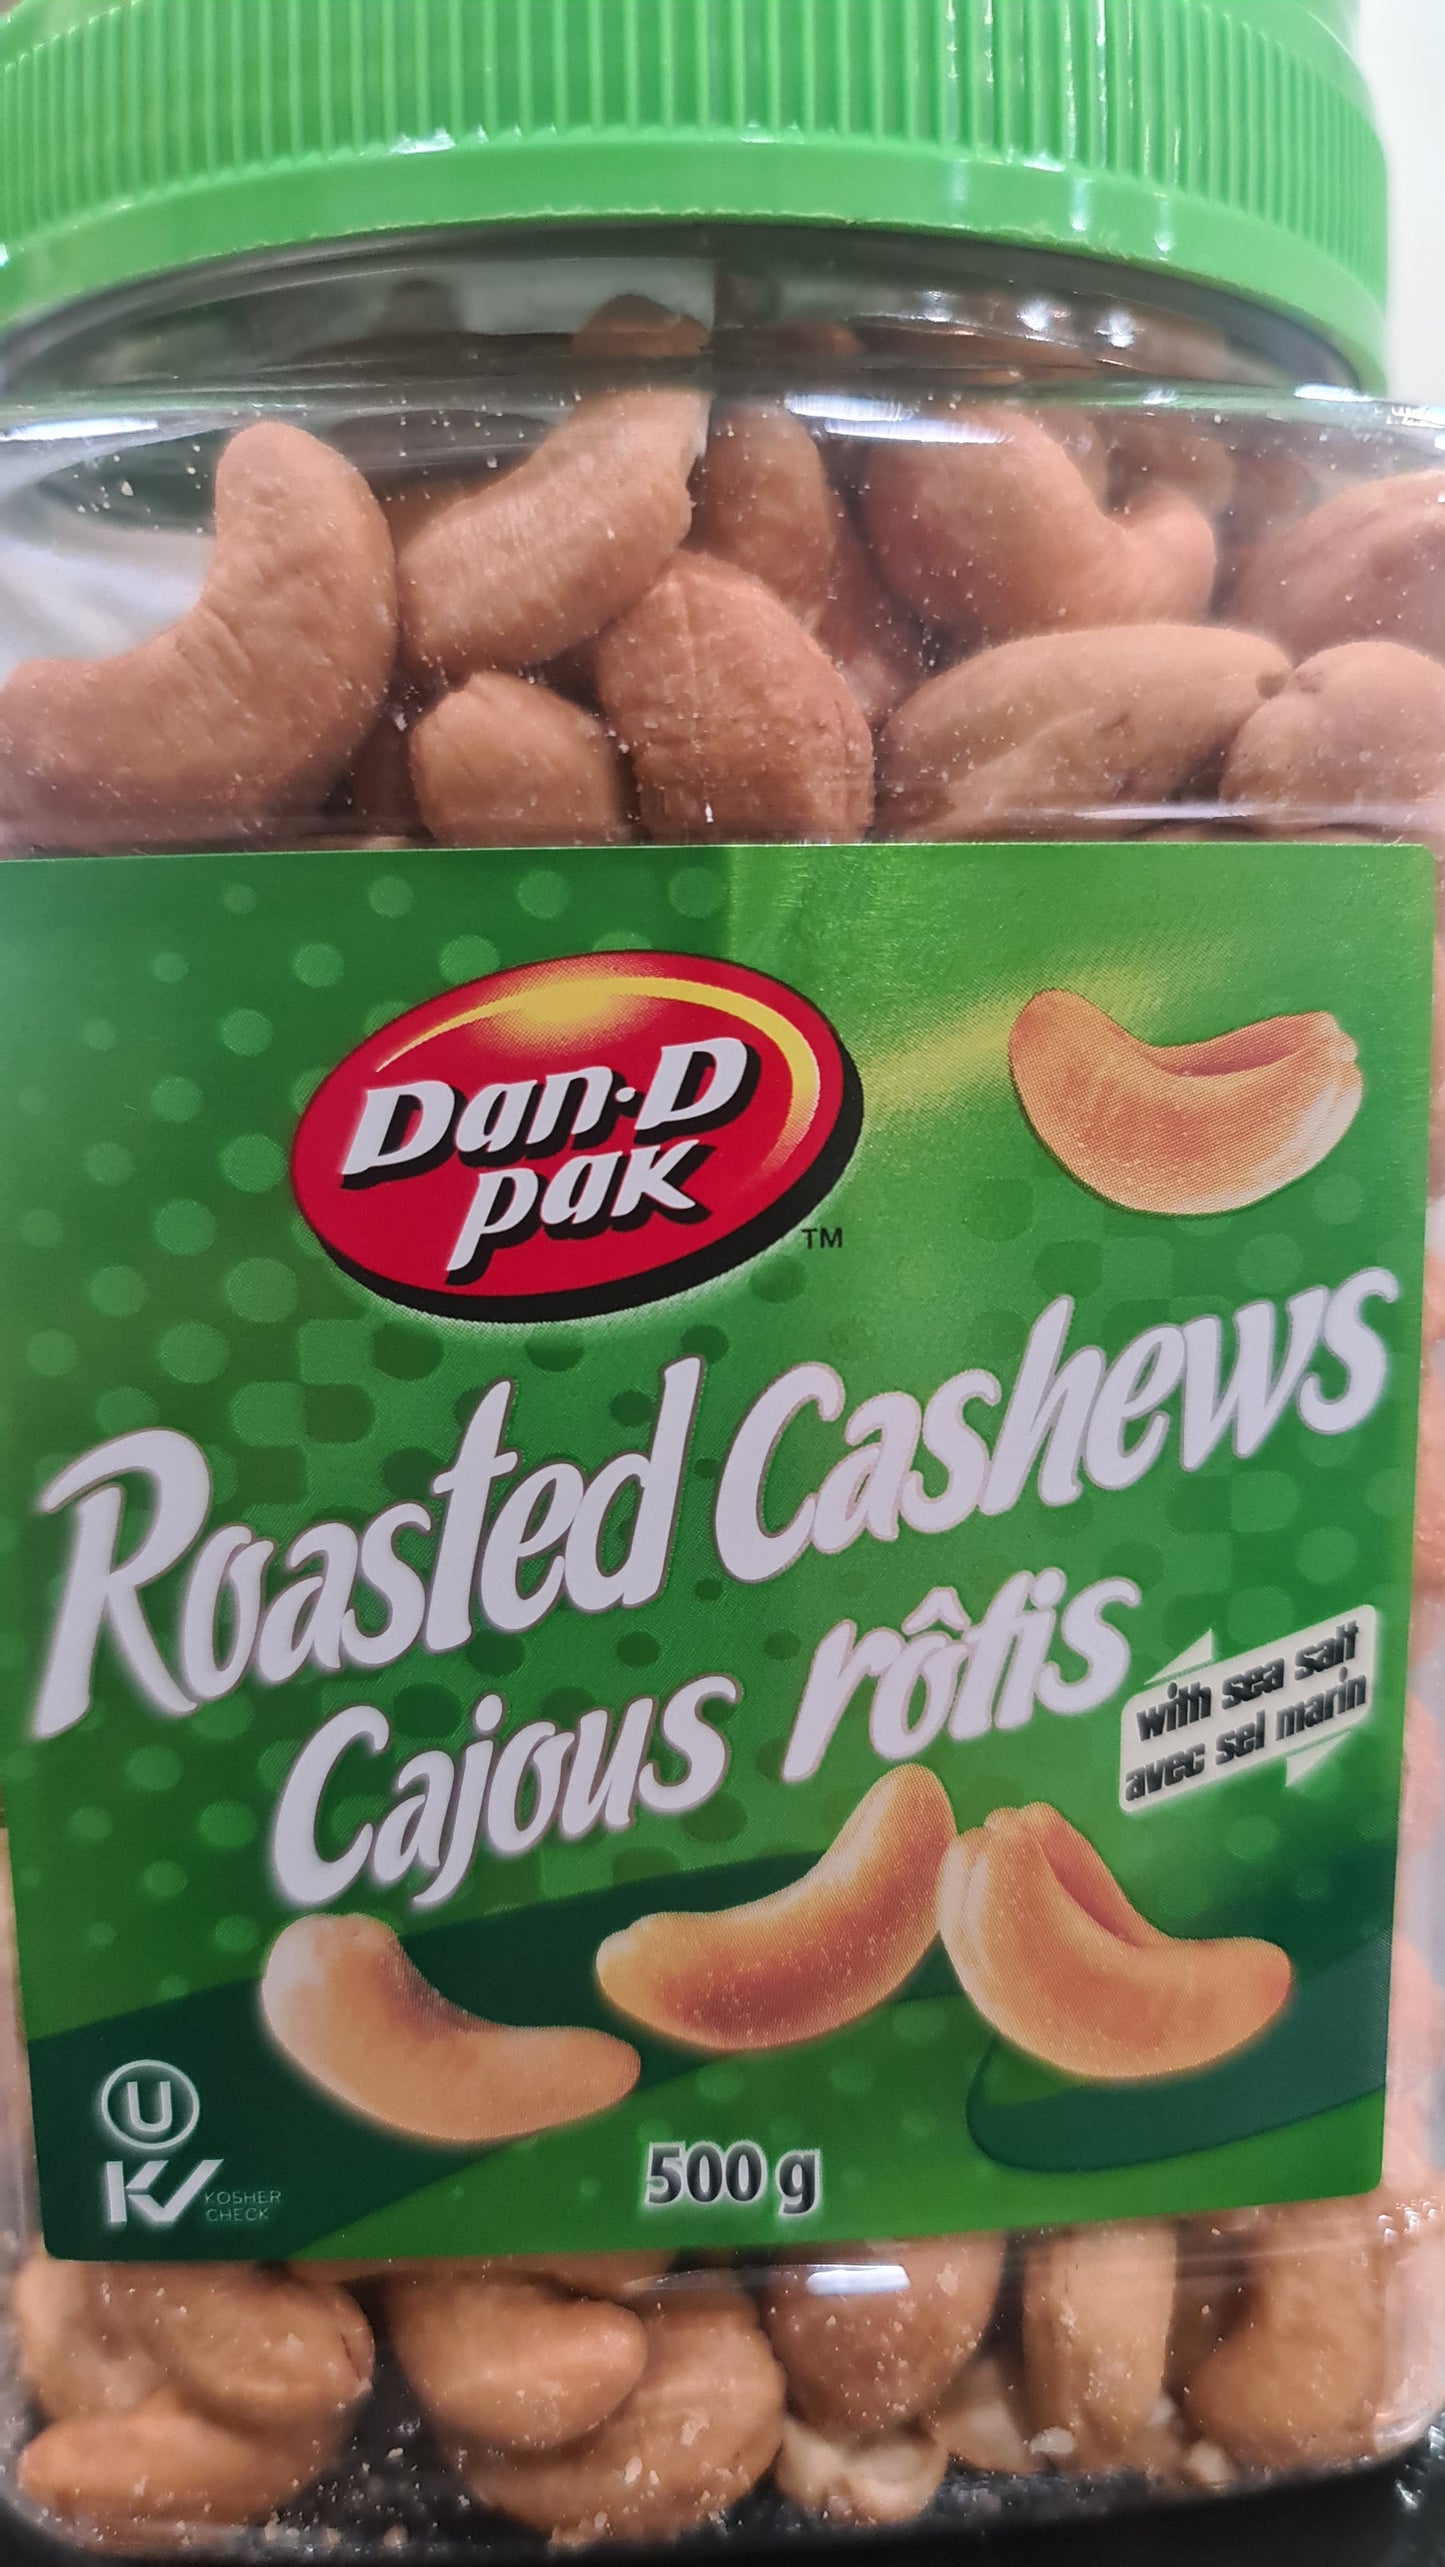 Dan·D
pak
TM
Roasted Cashews
Cajous rôtis
with sea salt
avec sel marin
U
K
KOSHER
CHECK
500 g